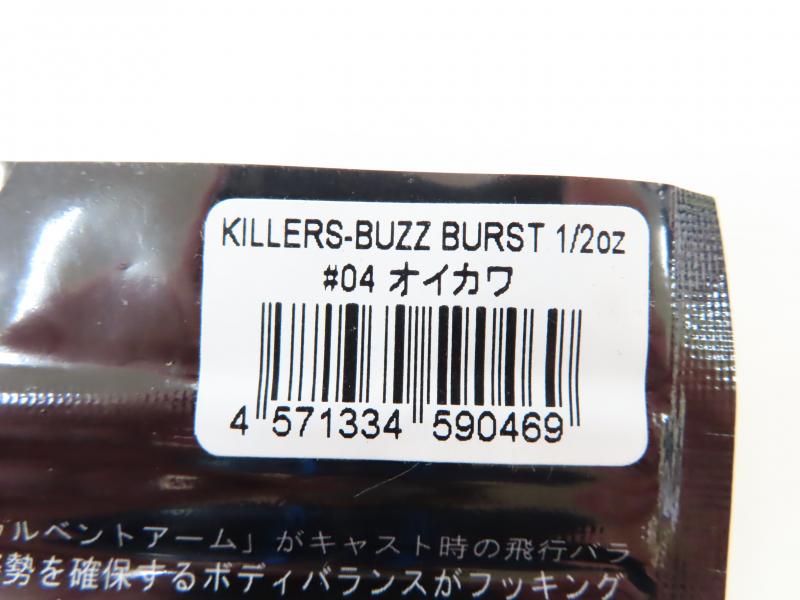 KILLERS-BUZZ BURST 1/2oz
#04 オイカワ
4 571334 590469
ルベントアーム」がキャスト時の飛行バラ
勢を確保するボディバランスがフッキング